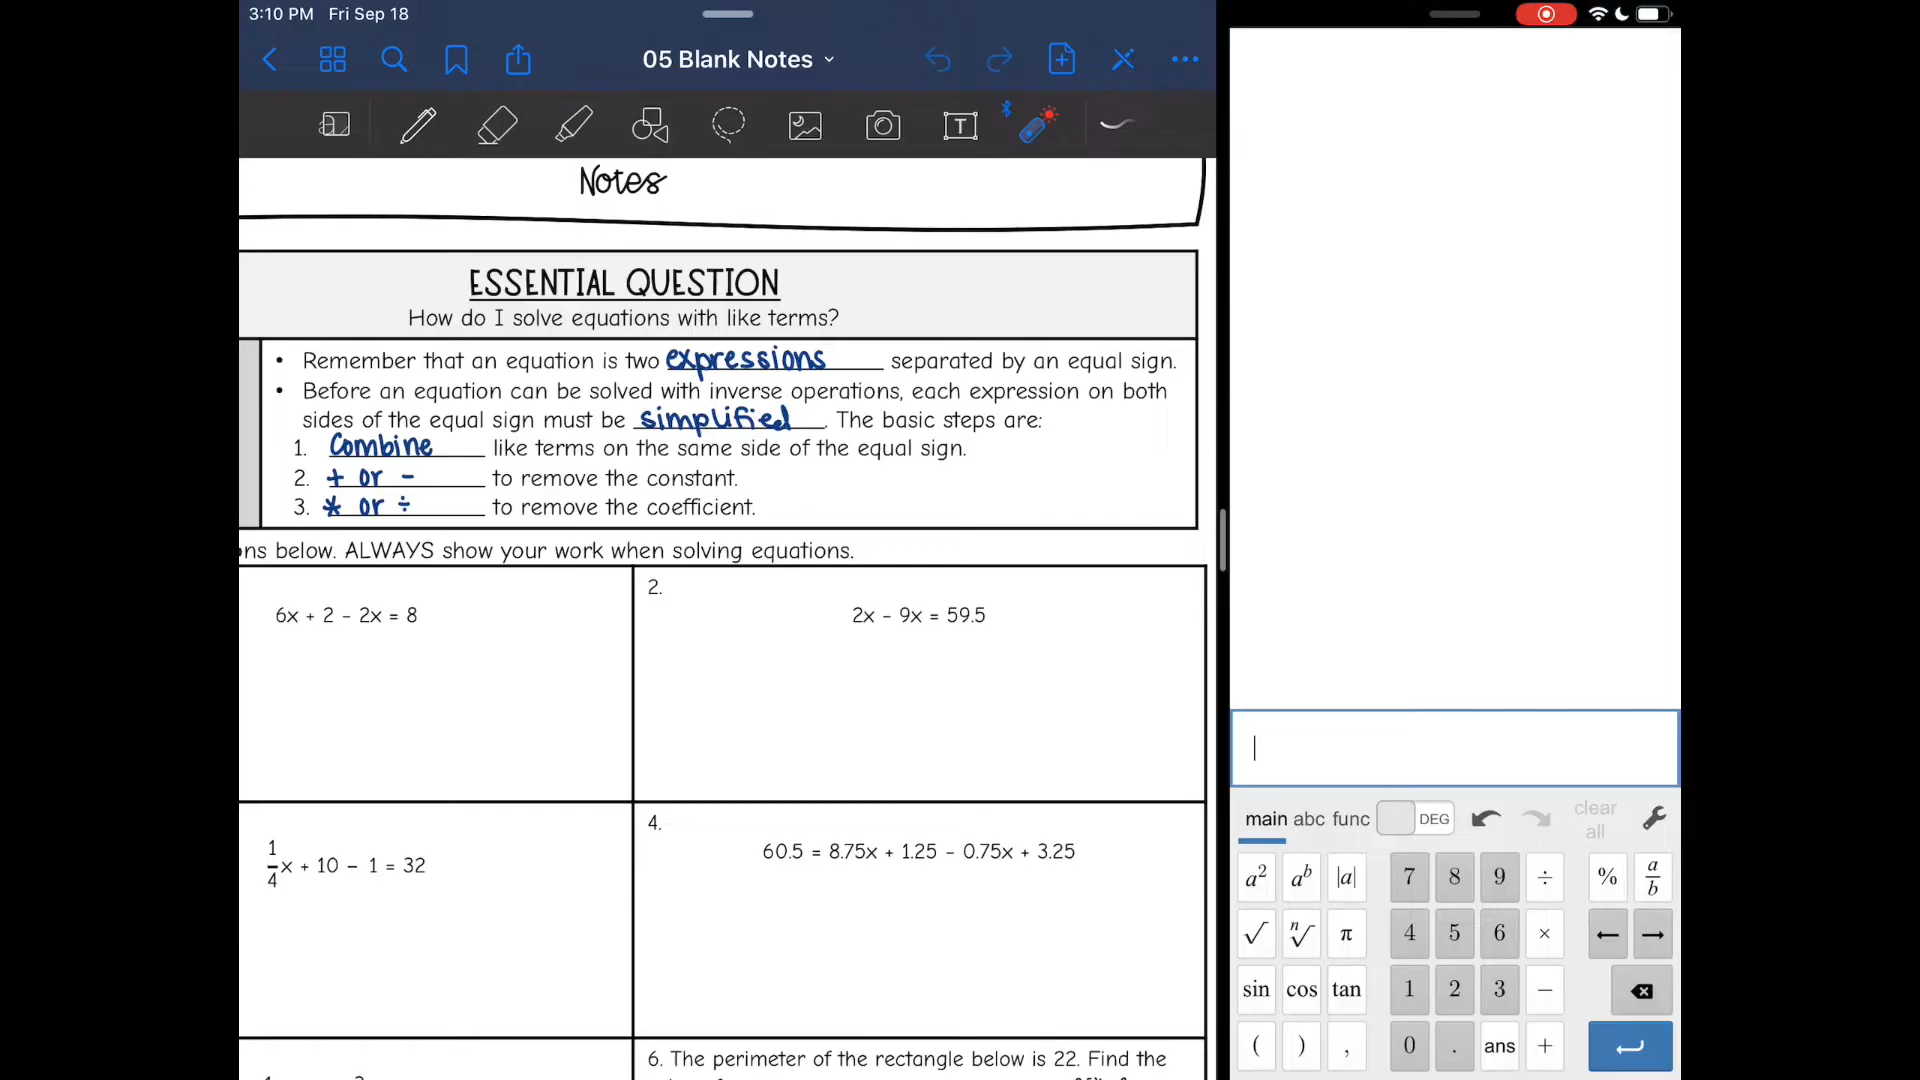 3:10 PM Fri Sep 18
05 Blank Notes
T
Notes
ESSENTIAL QUESTION
How do I solve equations with like terms?
• Remember that an equation is two expressions separated by an equal sign.
• Before an equation can be solved with inverse operations, each expression on both
sides of the equal sign must be simplified. The basic steps are:
1. Combine like terms on the same side of the equal sign.
2. + or - to remove the constant.
3. * or ÷ to remove the coefficient.
ns below. ALWAYS show your work when solving equations.
6x + 2 - 2x = 8
2.
2x - 9x = 59.5
1/4 x + 10 - 1 = 32
4.
60.5 = 8.75x + 1.25 - 0.75x + 3.25
6. The perimeter of the rectangle below is 22. Find the
main abc func DEG clear all
a² aᵇ |a| 7 8 9 ÷ % a/b
√ ⁿ√ π 4 5 6 × ← →
sin cos tan 1 2 3 −
( ) , 0 . ans +